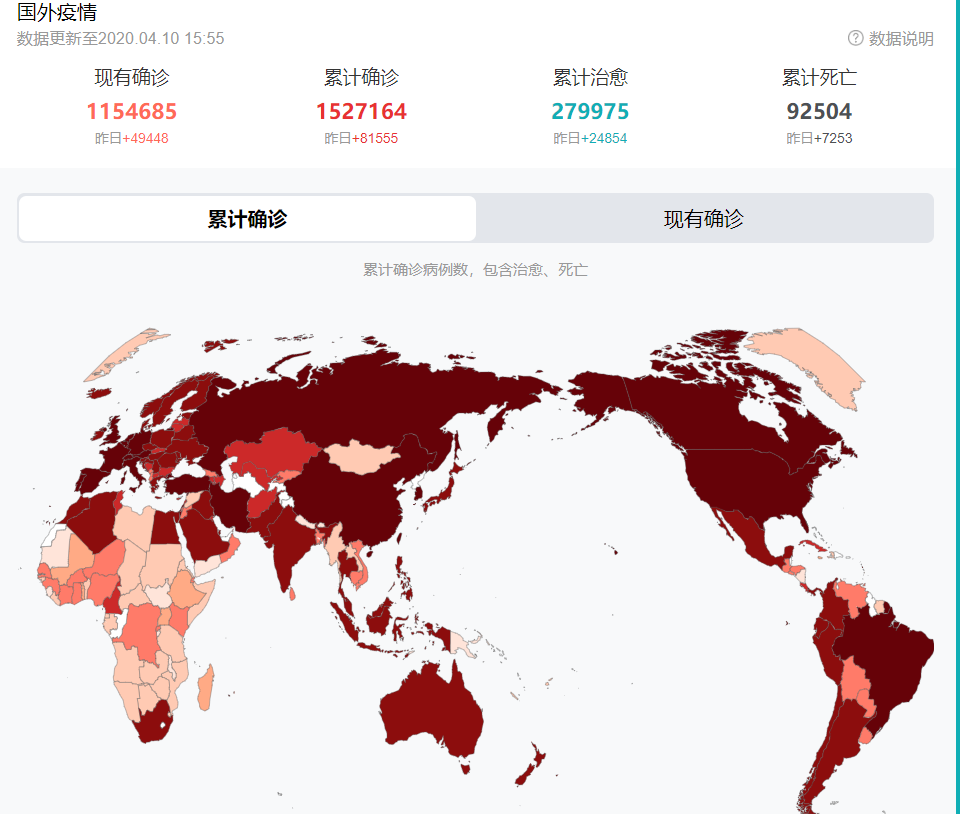 国外疫情
数据更新至2020.04.10 15:55
? 数据说明
现有确诊 累计确诊 累计治愈 累计死亡
1154685 1527164 279975 92504
昨日+49448 昨日+81555 昨日+24854 昨日+7253
累计确诊 现有确诊
累计确诊病例数，包含治愈、死亡